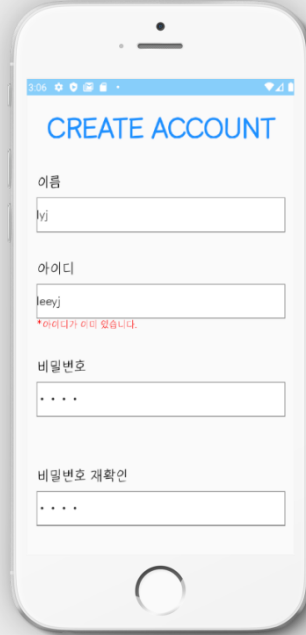 3:06
CREATE ACCOUNT
이름
lyj
아이디
leeyj
*아이디가 이미 있습니다.
비밀번호
• • • •
비밀번호 재확인
• • • •